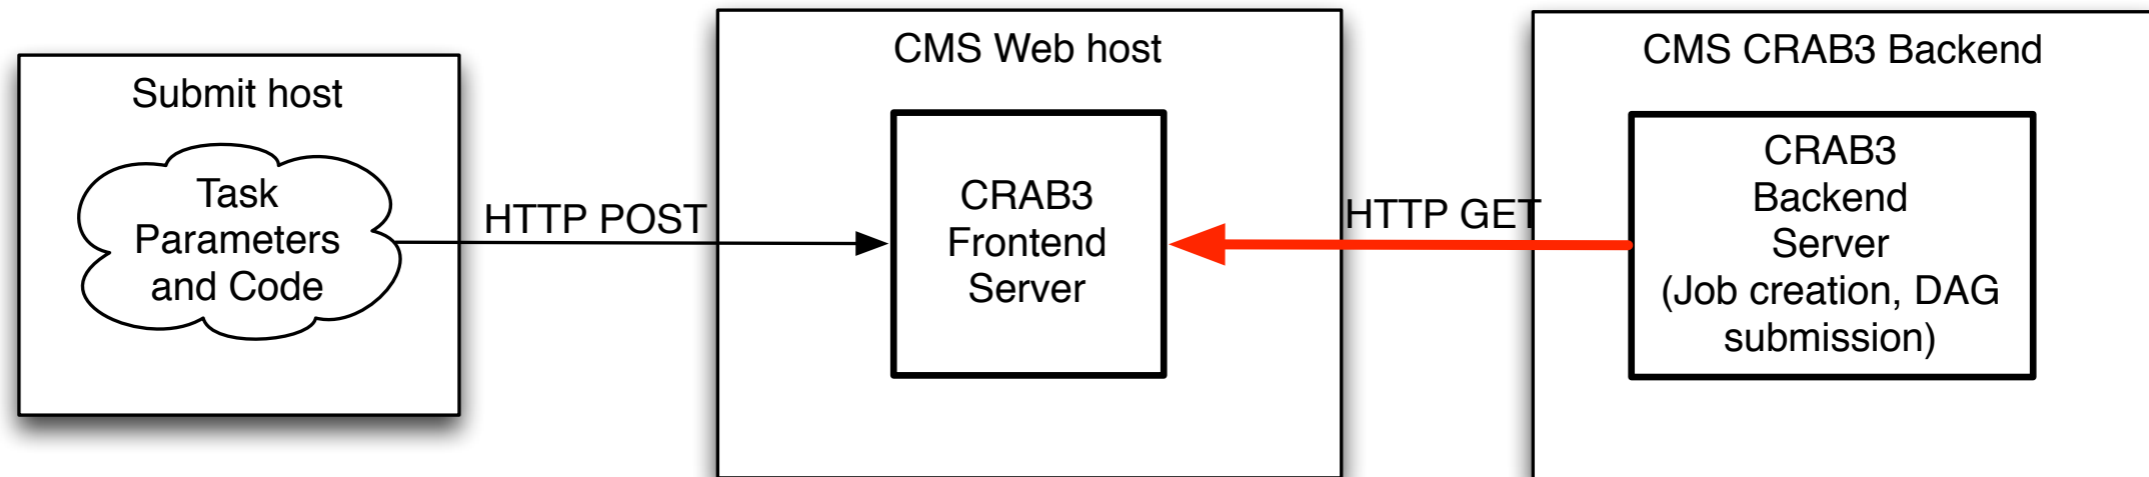 Submit host
Task
Parameters
and Code
HTTP POST
CMS Web host
CRAB3
Frontend
Server
HTTP GET
CMS CRAB3 Backend
CRAB3
Backend
Server
(Job creation, DAG
submission)